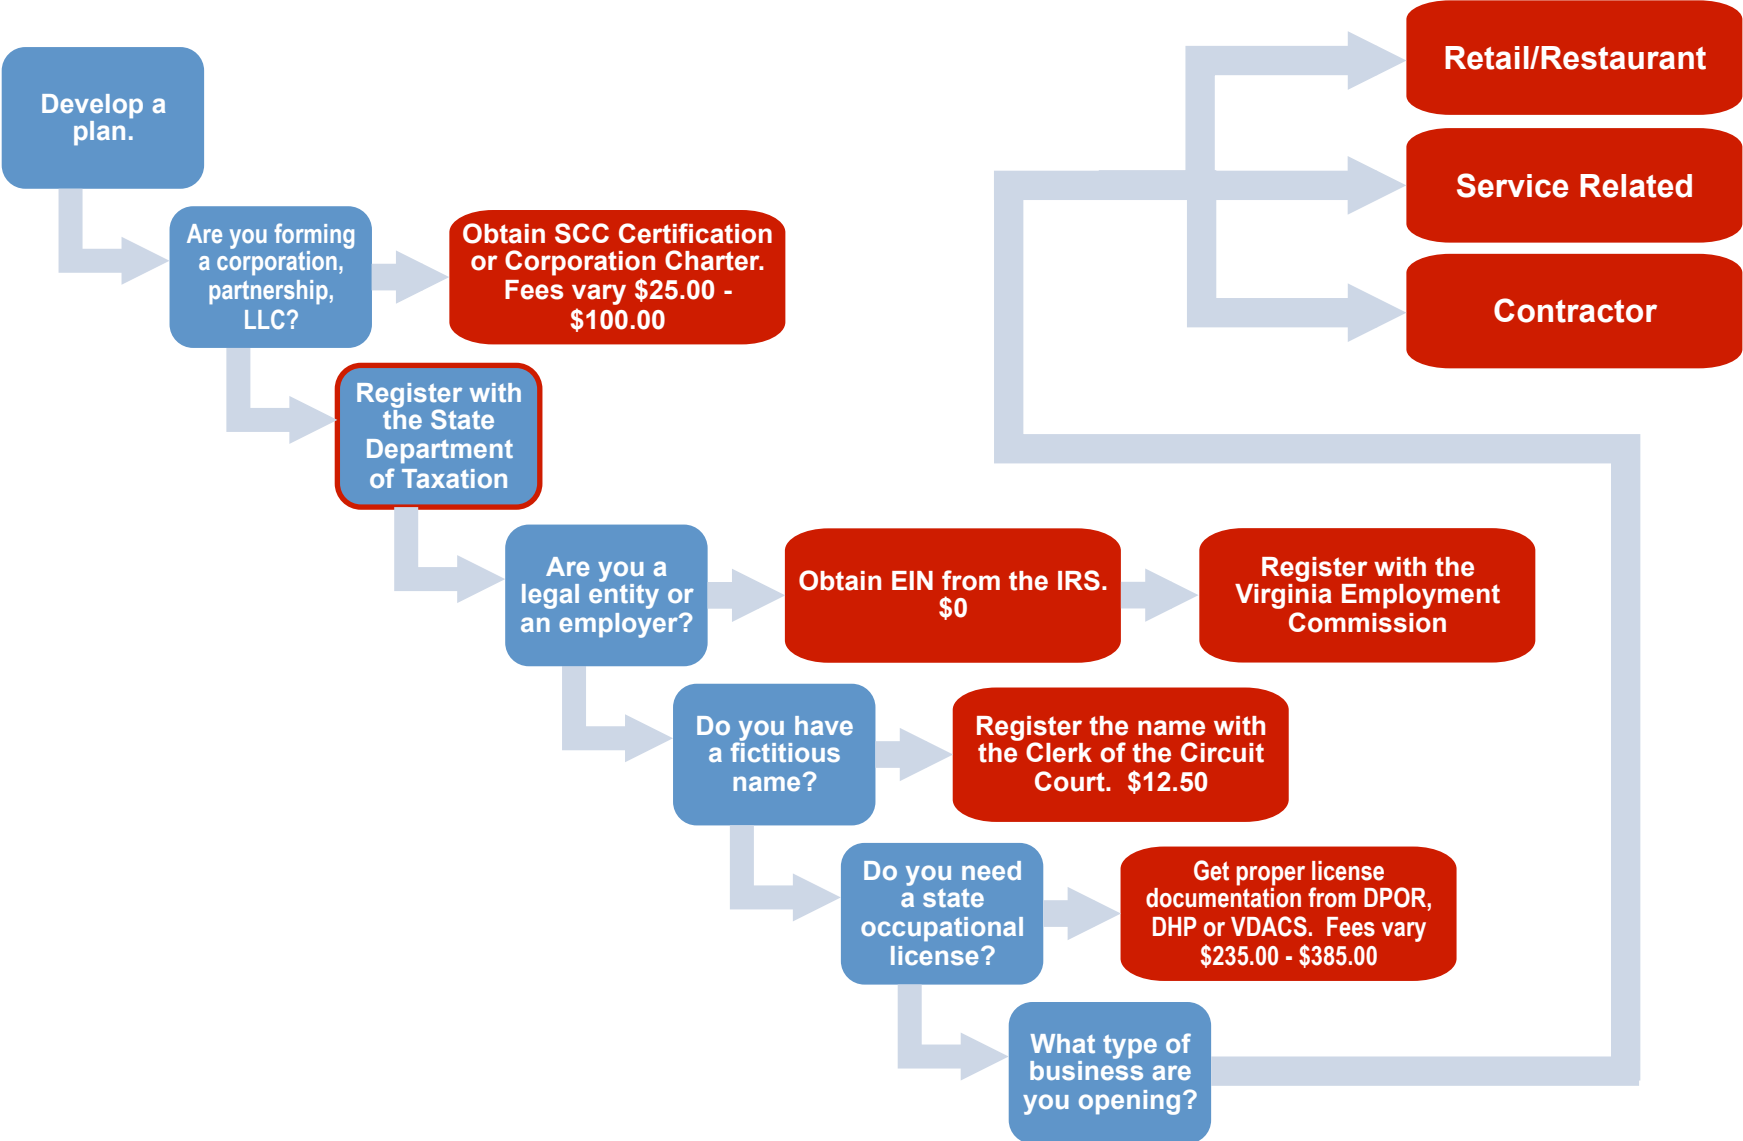 Develop a
plan.
Are you forming
a corporation,
partnership,
LLC?
Obtain SCC Certification
or Corporation Charter.
Fees vary $25.00 -
$100.00
Register with
the State
Department
of Taxation
Are you a
legal entity or
an employer?
Obtain EIN from the IRS.
$0
Register with the
Virginia Employment
Commission
Do you have
a fictitious
name?
Register the name with
the Clerk of the Circuit
Court.  $12.50
Do you need
a state
occupational
license?
Get proper license
documentation from DPOR,
DHP or VDACS.  Fees vary
$235.00 - $385.00
What type of
business are
you opening?
Retail/Restaurant
Service Related
Contractor